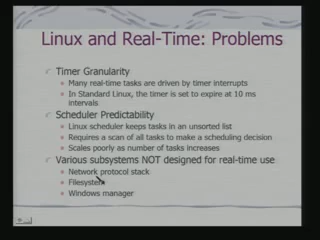 Linux and Real-Time: Problems
Timer Granularity
Many real-time tasks are driven by timer interrupts
In Standard Linux, the timer is set to expire at 10 ms
intervals
Scheduler Predictability
Linux scheduler keeps tasks in an unsorted list
Requires a scan of all tasks to make a scheduling decision
Scales poorly as number of tasks increases
Various subsystems NOT designed for real-time use
Network protocol stack
Filesystem
Windows manager